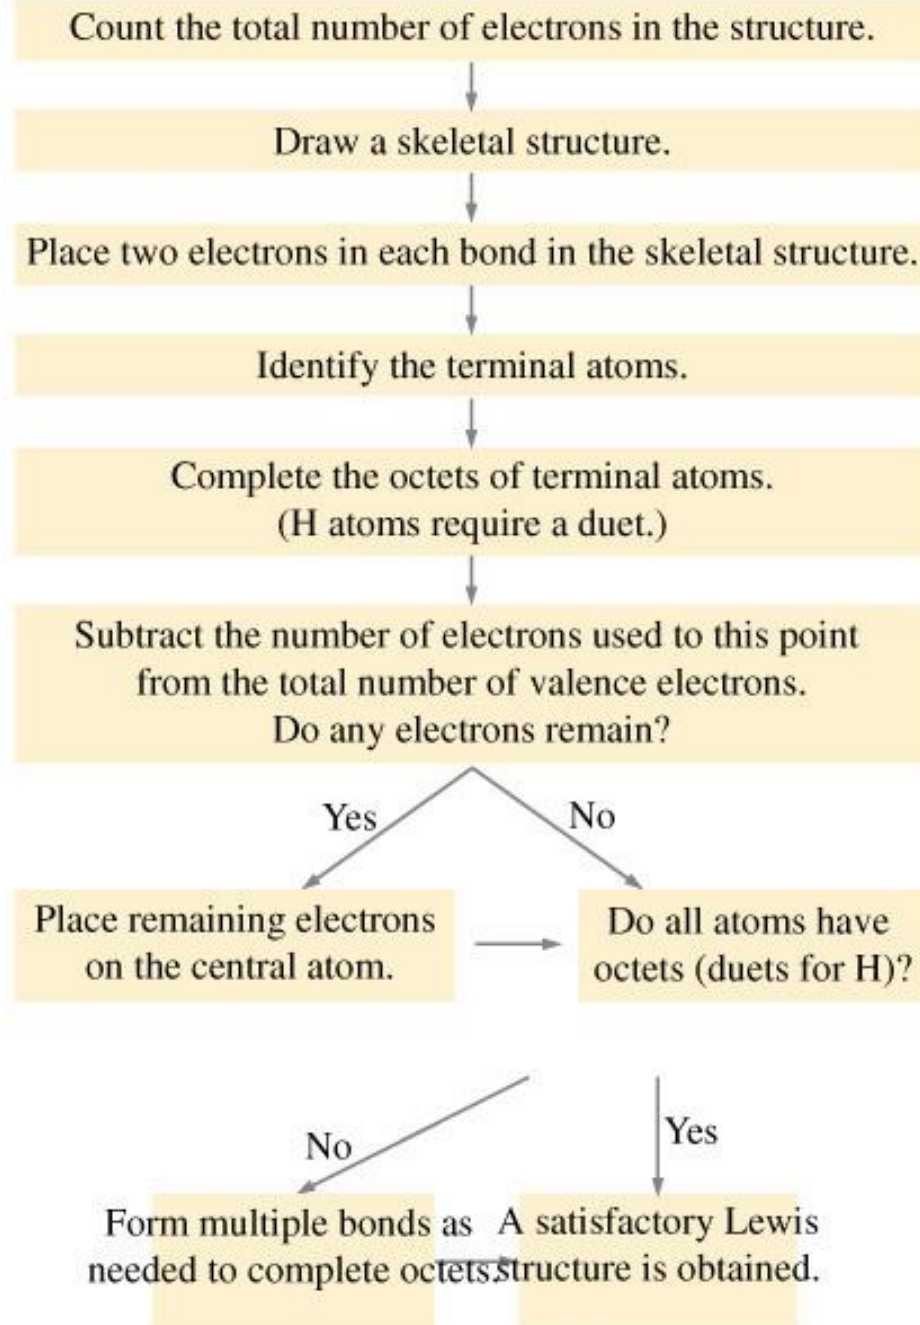 Count the total number of electrons in the structure.
Draw a skeletal structure.
Place two electrons in each bond in the skeletal structure.
Identify the terminal atoms.
Complete the octets of terminal atoms.
(H atoms require a duet.)
Subtract the number of electrons used to this point
from the total number of valence electrons.
Do any electrons remain?
Yes
No
Place remaining electrons
on the central atom.
Do all atoms have
octets (duets for H)?
No
Yes
Form multiple bonds as
needed to complete octets.
A satisfactory Lewis
structure is obtained.